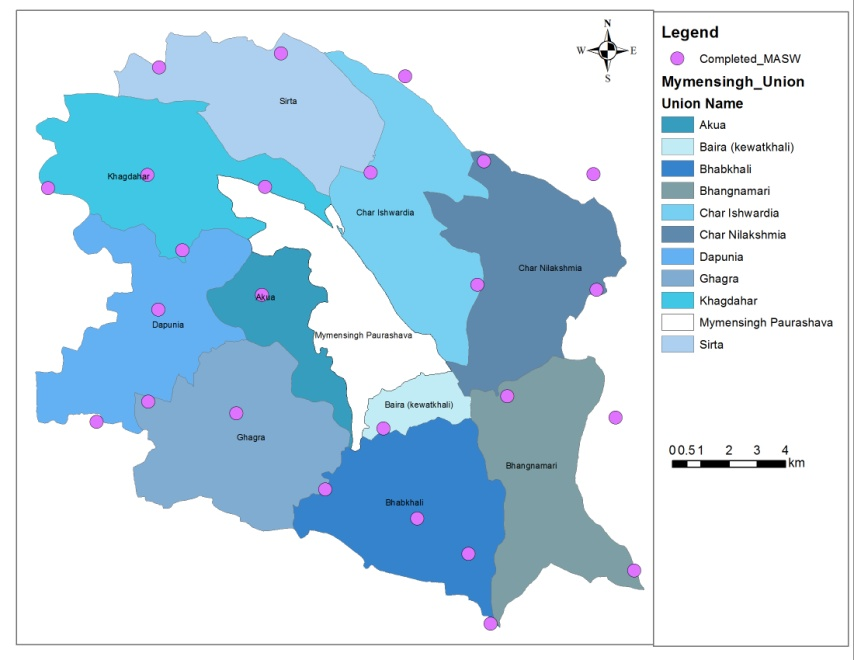 N
W E
S
Sirta
Khagdahar
Char Ishwardia
Char Nilakshmia
Akua
Dapunia
Mymensingh Paurashava
Baira (kewatkhali)
Ghagra
Bhangnamari
Bhabkhali
Legend
Completed_MASW
Mymensingh_Union
Union Name
Akua
Baira (kewatkhali)
Bhabkhali
Bhangnamari
Char Ishwardia
Char Nilakshmia
Dapunia
Ghagra
Khagdahar
Mymensingh Paurashava
Sirta
0 0.5 1 2 3 4
km